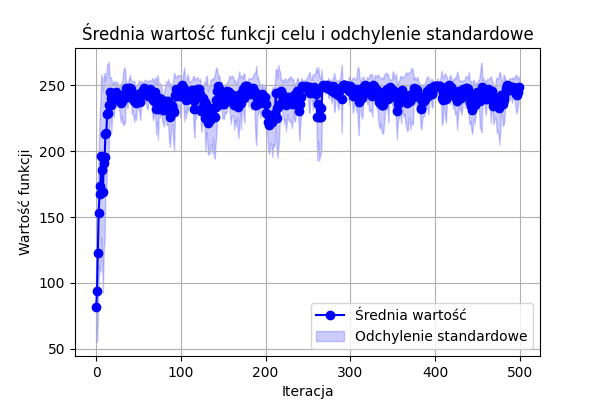 Średnia wartość funkcji celu i odchylenie standardowe
Wartość funkcji
250
200
150
100
50
0 100 200 300 400 500
Iteracja
Średnia wartość
Odchylenie standardowe